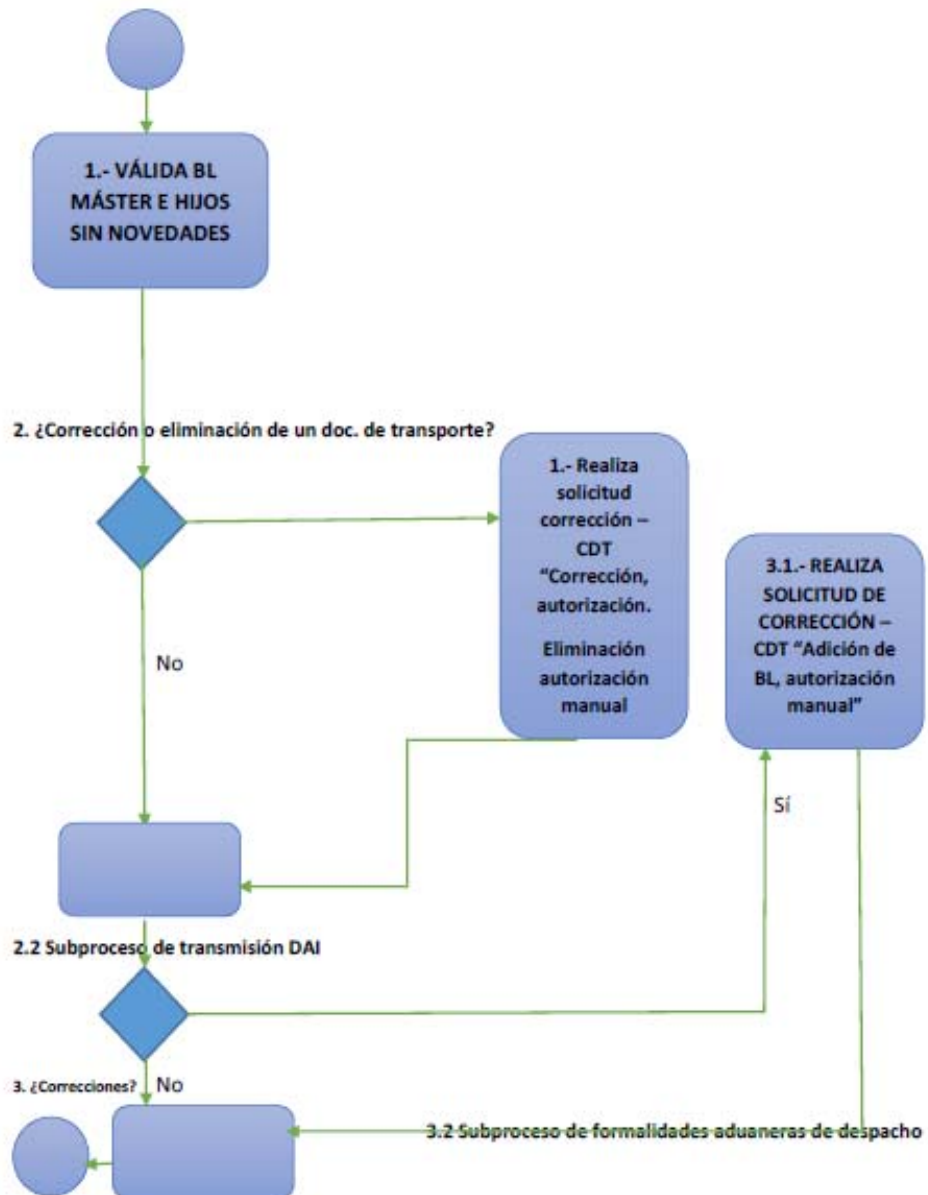 1.- VÁLIDA BL
MÁSTER E HIJOS
SIN NOVEDADES
2. ¿Corrección o eliminación de un doc. de transporte?
1.- Realiza
solicitud
corrección –
CDT
“Corrección,
autorización.
Eliminación
autorización
manual
3.1.- REALIZA
SOLICITUD DE
CORRECCIÓN –
CDT “Adición de
BL, autorización
manual”
No
Sí
2.2 Subproceso de transmisión DAI
3. ¿Correcciones?
No
3.2 Subproceso de formalidades aduaneras de despacho